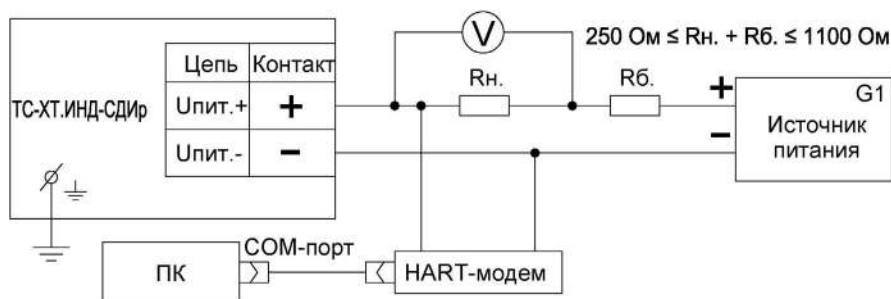 V
250 Ом ≤ Rн. + Rб. ≤ 1100 Ом
Цепь Контакт
Rн. Rб.
ТС-ХТ.ИНД-СДИр
Uпит.+ +
+ G1
Uпит.- −
− Источник
питания
COM-порт
ПК
HART-модем